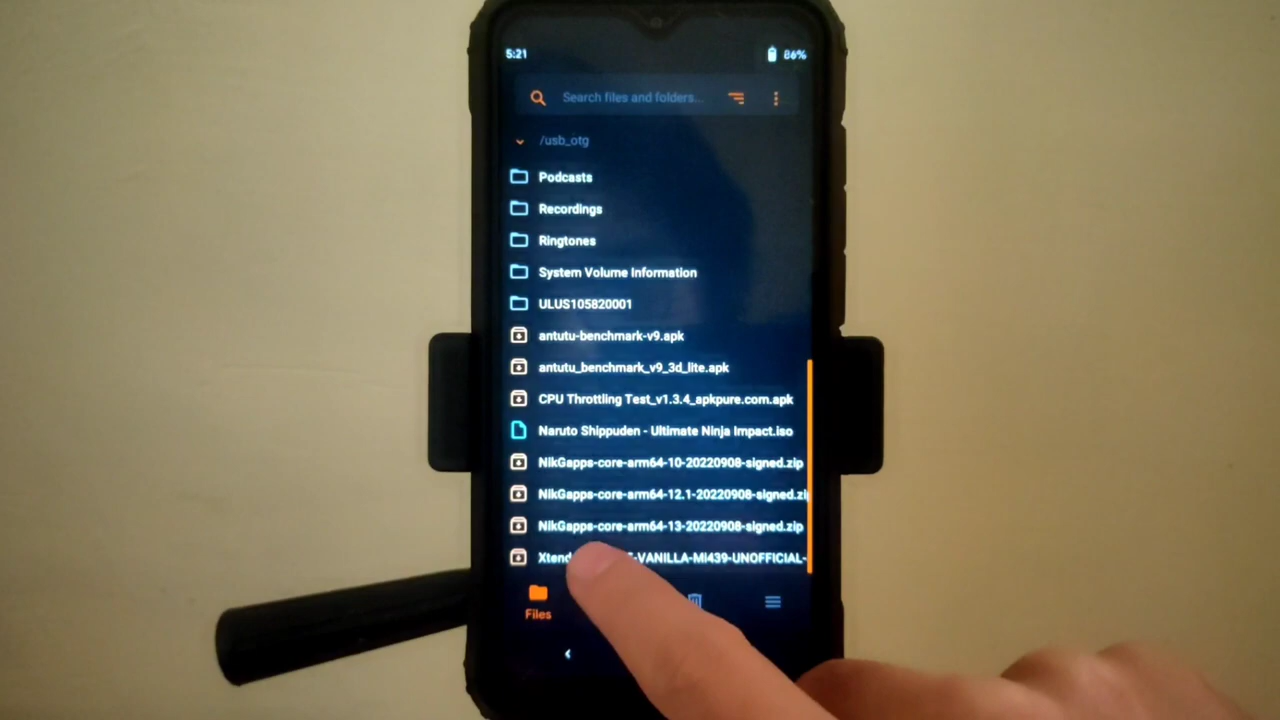 5:21
86%
Search files and folders...
/usb_otg
Podcasts
Recordings
Ringtones
System Volume Information
ULUS105820001
antutu-benchmark-v9.apk
antutu_benchmark_v9_3d_lite.apk
CPU Throttling Test_v1.3.4_apkpure.com.apk
Naruto Shippuden - Ultimate Ninja Impact.iso
NikGapps-core-arm64-10-20220908-signed.zip
NikGapps-core-arm64-12.1-20220908-signed.zi
NikGapps-core-arm64-13-20220908-signed.zip
Xtend -VANILLA-Mi439-UNOFFICIAL-
Files